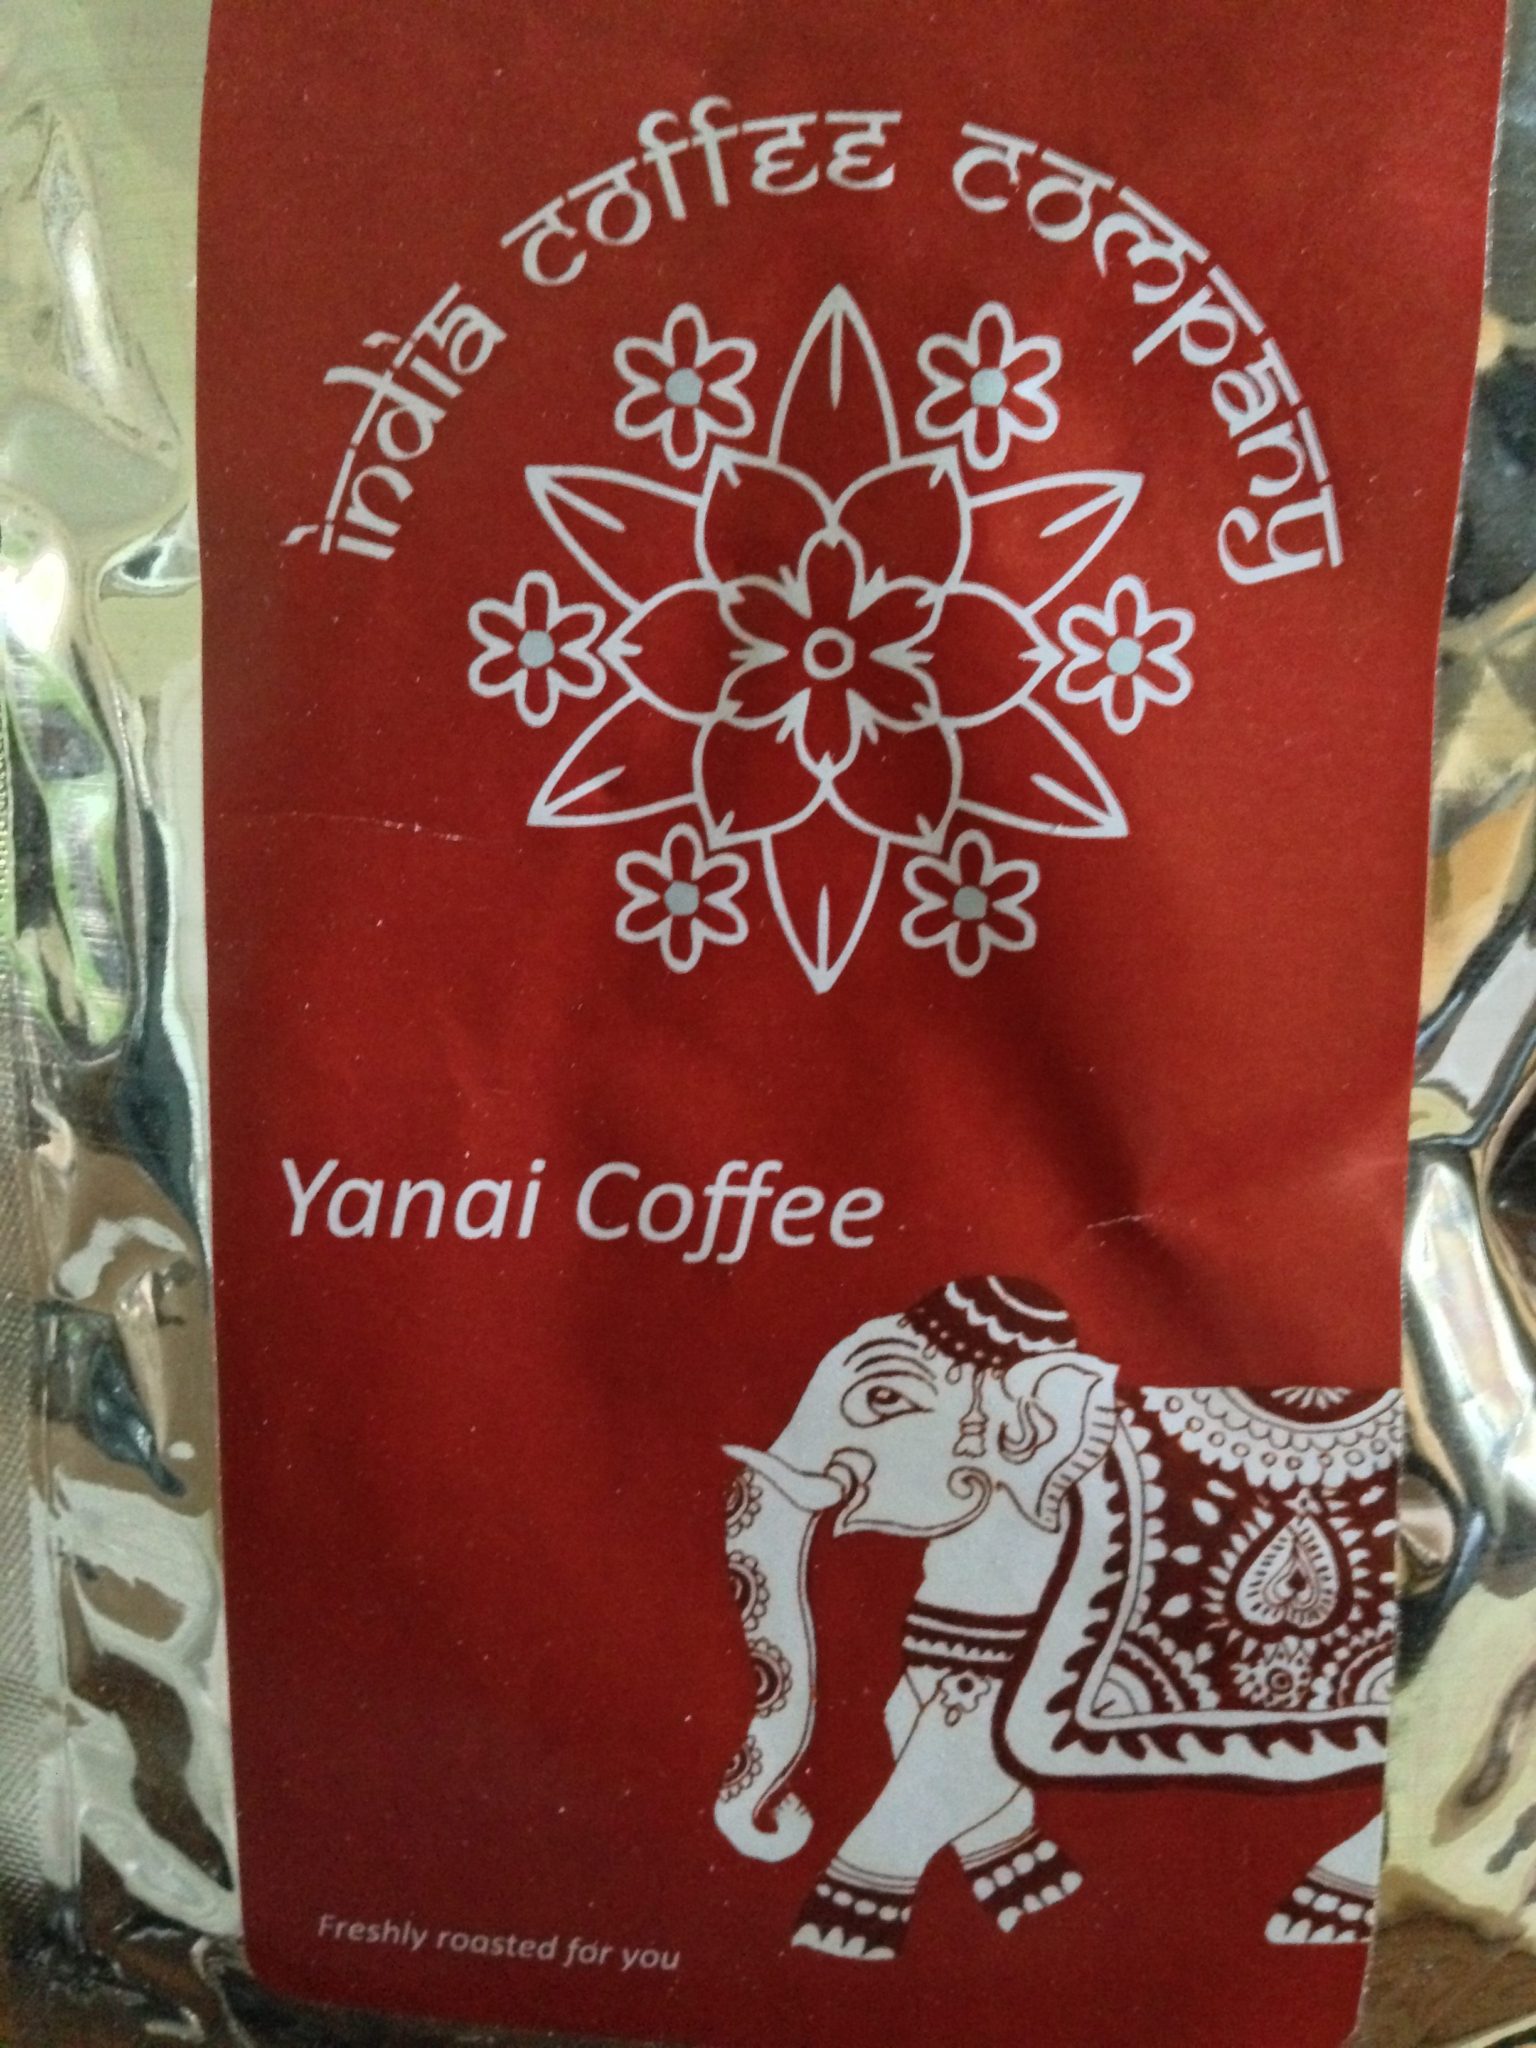 india coffee company
Yanai Coffee
Freshly roasted for you